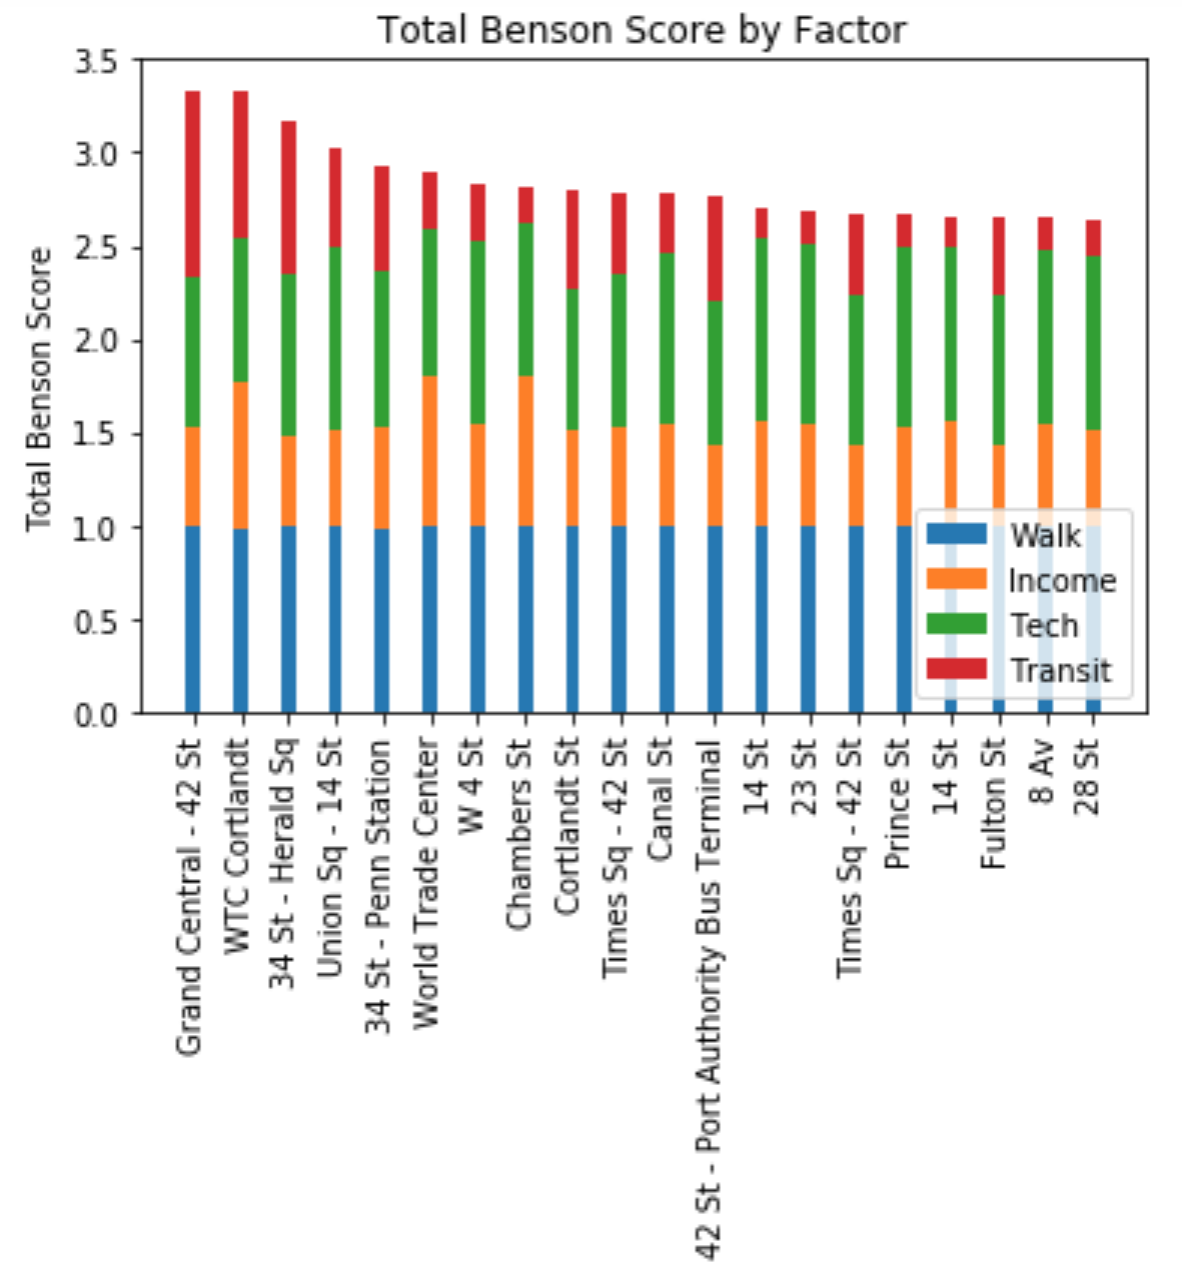 Total Benson Score by Factor
Total Benson Score
3.5
3.0
2.5
2.0
1.5
1.0
0.5
0.0
Walk
Income
Tech
Transit
Grand Central - 42 St
WTC Cortlandt
34 St - Herald Sq
Union Sq - 14 St
34 St - Penn Station
World Trade Center
W 4 St
Chambers St
Cortlandt St
Times Sq - 42 St
Canal St
42 St - Port Authority Bus Terminal
14 St
23 St
Times Sq - 42 St
Prince St
14 St
Fulton St
8 Av
28 St